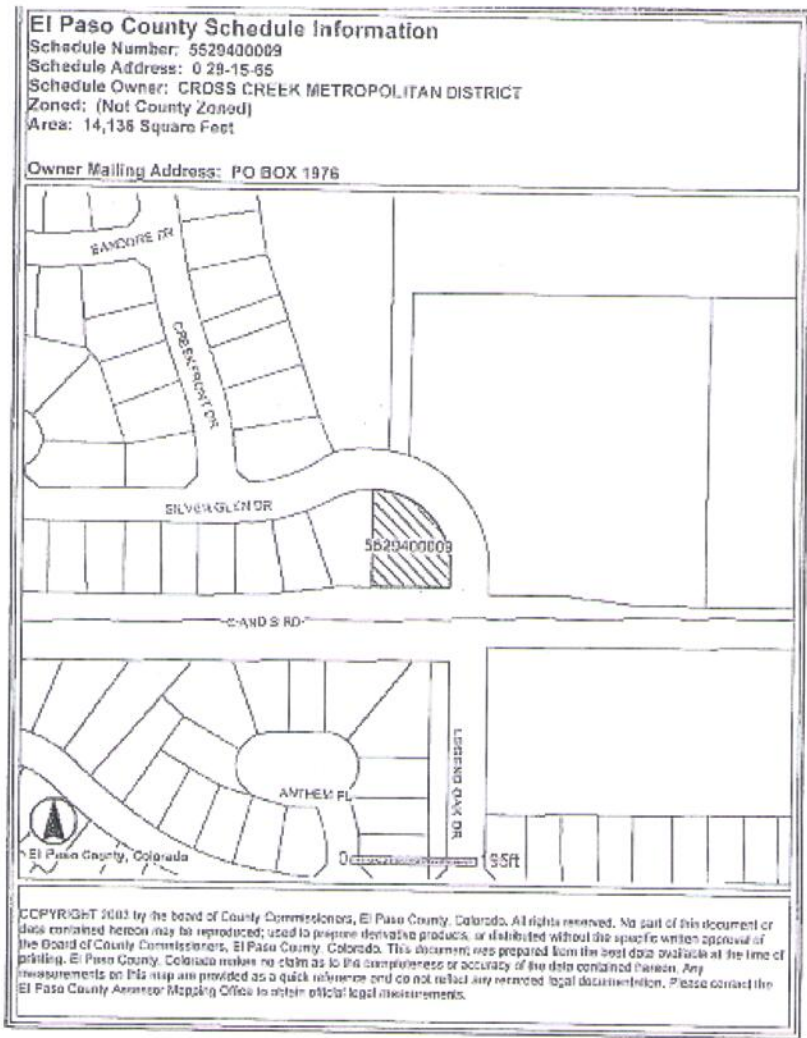 El Paso County Schedule Information
Schedule Number: 5529400009
Schedule Address: 0 29-15-65
Schedule Owner: CROSS CREEK METROPOLITAN DISTRICT
Zoned: (Not County Zoned)
Area: 14,136 Square Feet
Owner Mailing Address: PO BOX 1976
DR
CREEKFRONT DR
SILVER GLEN DR
5529400009
C AND S RD
LEGEND OAK DR
ANTHEM PL
El Paso County, Colorado
0 195ft
COPYRIGHT 2002 by the board of County Commissioners, El Paso County, Colorado. All rights reserved. No part of this document or
data contained hereon may be reproduced; used to prepare derivative products; or distributed without the specific written approval of
the Board of County Commissioners, El Paso County, Colorado. This document was prepared from the best data available at the time of
printing. El Paso County, Colorado makes no claim as to the completeness or accuracy of the data contained hereon. Any
measurements on this map are provided as a quick reference and do not reflect any recorded legal documentation. Please contact the
El Paso County Assessor Mapping Office to obtain official legal measurements.